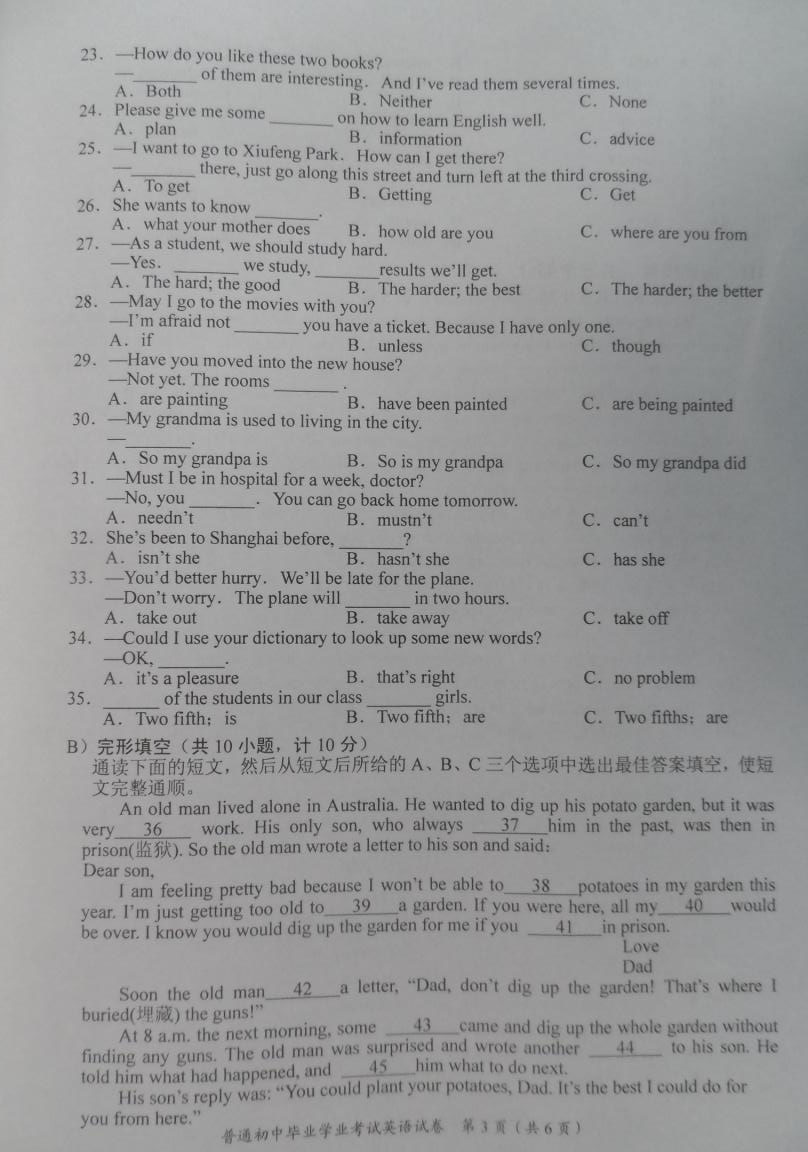 23. —How do you like these two books?
—________ of them are interesting. And I've read them several times.
A. Both B. Neither C. None
24. Please give me some ________ on how to learn English well.
A. plan B. information C. advice
25. —I want to go to Xiufeng Park. How can I get there?
—________ there, just go along this street and turn left at the third crossing.
A. To get B. Getting C. Get
26. She wants to know ________.
A. what your mother does B. how old are you C. where are you from
27. —As a student, we should study hard.
—Yes. ________ we study, ________results we'll get.
A. The hard; the good B. The harder; the best C. The harder; the better
28. —May I go to the movies with you?
—I'm afraid not ________ you have a ticket. Because I have only one.
A. if B. unless C. though
29. —Have you moved into the new house?
—Not yet. The rooms ________.
A. are painting B. have been painted C. are being painted
30. —My grandma is used to living in the city.
—________.
A. So my grandpa is B. So is my grandpa C. So my grandpa did
31. —Must I be in hospital for a week, doctor?
—No, you ________. You can go back home tomorrow.
A. needn't B. mustn't C. can't
32. She's been to Shanghai before, ________?
A. isn't she B. hasn't she C. has she
33. —You'd better hurry. We'll be late for the plane.
—Don't worry. The plane will ________ in two hours.
A. take out B. take away C. take off
34. —Could I use your dictionary to look up some new words?
—OK, ________.
A. it's a pleasure B. that's right C. no problem
35. ________ of the students in our class ________ girls.
A. Two fifth; is B. Two fifth; are C. Two fifths; are
B）完形填空（共 10 小题，计 10 分）
通读下面的短文，然后从短文后所给的 A、B、C 三个选项中选出最佳答案填空，使短
文完整通顺。
An old man lived alone in Australia. He wanted to dig up his potato garden, but it was
very 36 work. His only son, who always 37 him in the past, was then in
prison(监狱). So the old man wrote a letter to his son and said:
Dear son,
I am feeling pretty bad because I won't be able to 38 potatoes in my garden this
year. I'm just getting too old to 39 a garden. If you were here, all my 40 would
be over. I know you would dig up the garden for me if you 41 in prison.
Love
Dad
Soon the old man 42 a letter, "Dad, don't dig up the garden! That's where I
buried(埋藏) the guns!"
At 8 a.m. the next morning, some 43 came and dig up the whole garden without
finding any guns. The old man was surprised and wrote another 44 to his son. He
told him what had happened, and 45 him what to do next.
His son's reply was: "You could plant your potatoes, Dad. It's the best I could do for
you from here."
普通初中毕业学业考试英语试卷 第 3 页（共 6 页）